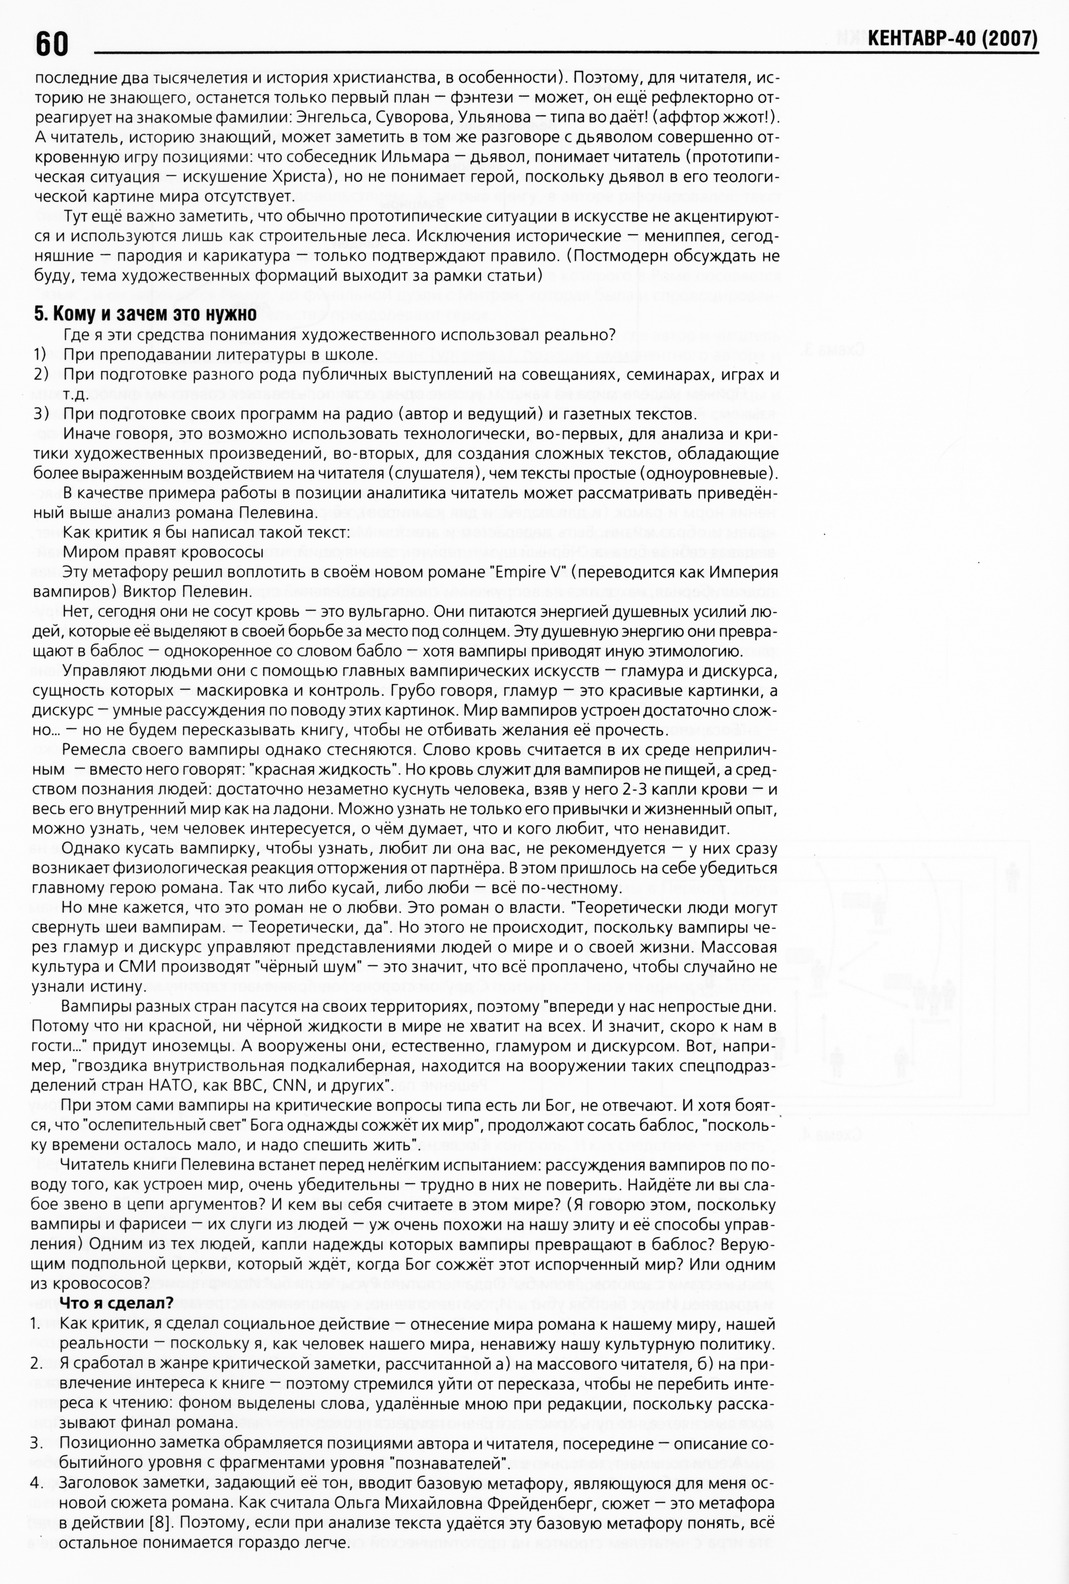 60
КЕНТАВР-40 (2007)
последние два тысячелетия и история христианства, в особенности). Поэтому, для читателя, ис-
торию не знающего, останется только первый план — фэнтези — может, он ещё рефлекторно от-
реагирует на знакомые фамилии: Энгельса, Суворова, Ульянова — типа во даёт! (аффтор жжот!).
А читатель, историю знающий, может заметить в том же разговоре с дьяволом совершенно от-
кровенную игру позициями: что собеседник Ильмара — дьявол, понимает читатель (прототипи-
ческая ситуация — искушение Христа), но не понимает герой, поскольку дьявол в его теологи-
ческой картине мира отсутствует.
Тут ещё важно заметить, что обычно прототипические ситуации в искусстве не акцентируют-
ся и используются лишь как строительные леса. Исключения исторические — мениппея, сегод-
няшние — пародия и карикатура — только подтверждают правило. (Постмодерн обсуждать не
буду, тема художественных формаций выходит за рамки статьи)
5. Кому и зачем это нужно
Где я эти средства понимания художественного использовал реально?
1) При преподавании литературы в школе.
2) При подготовке разного рода публичных выступлений на совещаниях, семинарах, играх и
т.д.
3) При подготовке своих программ на радио (автор и ведущий) и газетных текстов.
Иначе говоря, это возможно использовать технологически, во-первых, для анализа и кри-
тики художественных произведений, во-вторых, для создания сложных текстов, обладающие
более выраженным воздействием на читателя (слушателя), чем тексты простые (одноуровневые).
В качестве примера работы в позиции аналитика читатель может рассматривать приведён-
ный выше анализ романа Пелевина.
Как критик я бы написал такой текст:
Миром правят кровососы
Эту метафору решил воплотить в своём новом романе "Empire V" (переводится как Империя
вампиров) Виктор Пелевин.
Нет, сегодня они не сосут кровь — это вульгарно. Они питаются энергией душевных усилий лю-
дей, которые её выделяют в своей борьбе за место под солнцем. Эту душевную энергию они превра-
щают в баблос — однокоренное со словом бабло — хотя вампиры приводят иную этимологию.
Управляют людьми они с помощью главных вампирических искусств — гламура и дискурса,
сущность которых — маскировка и контроль. Грубо говоря, гламур — это красивые картинки, а
дискурс — умные рассуждения по поводу этих картинок. Мир вампиров устроен достаточно слож-
но... — но не будем пересказывать книгу, чтобы не отбивать желания её прочесть.
Ремесла своего вампиры однако стесняются. Слово кровь считается в их среде неприлич-
ным — вместо него говорят: "красная жидкость". Но кровь служит для вампиров не пищей, а сред-
ством познания людей: достаточно незаметно куснуть человека, взяв у него 2-3 капли крови — и
весь его внутренний мир как на ладони. Можно узнать не только его привычки и жизненный опыт,
можно узнать, чем человек интересуется, о чём думает, что и кого любит, что ненавидит.
Однако кусать вампирку, чтобы узнать, любит ли она вас, не рекомендуется — у них сразу
возникает физиологическая реакция отторжения от партнёра. В этом пришлось на себе убедиться
главному герою романа. Так что либо кусай, либо люби — всё по-честному.
Но мне кажется, что это роман не о любви. Это роман о власти. "Теоретически люди могут
свернуть шеи вампирам. — Теоретически, да". Но этого не происходит, поскольку вампиры че-
рез гламур и дискурс управляют представлениями людей о мире и о своей жизни. Массовая
культура и СМИ производят "чёрный шум" — это значит, что всё проплачено, чтобы случайно не
узнали истину.
Вампиры разных стран пасутся на своих территориях, поэтому "впереди у нас непростые дни.
Потому что ни красной, ни чёрной жидкости в мире не хватит на всех. И значит, скоро к нам в
гости..." придут иноземцы. А вооружены они, естественно, гламуром и дискурсом. Вот, напри-
мер, "гвоздика внутриствольная подкалиберная, находится на вооружении таких спецподраз-
делений стран НАТО, как BBC, CNN, и других".
При этом сами вампиры на критические вопросы типа есть ли Бог, не отвечают. И хотя боят-
ся, что "ослепительный свет" Бога однажды сожжёт их мир", продолжают сосать баблос, "посколь-
ку времени осталось мало, и надо спешить жить".
Читатель книги Пелевина встанет перед нелёгким испытанием: рассуждения вампиров по по-
воду того, как устроен мир, очень убедительны — трудно в них не поверить. Найдёте ли вы сла-
бое звено в цепи аргументов? И кем вы себя считаете в этом мире? (Я говорю этом, поскольку
вампиры и фарисеи — их слуги из людей — уж очень похожи на нашу элиту и её способы управ-
ления) Одним из тех людей, капли надежды которых вампиры превращают в баблос? Верую-
щим подпольной церкви, который ждёт, когда Бог сожжёт этот испорченный мир? Или одним
из кровососов?
Что я сделал?
1. Как критик, я сделал социальное действие — отнесение мира романа к нашему миру, нашей
реальности — поскольку я, как человек нашего мира, ненавижу нашу культурную политику.
2. Я сработал в жанре критической заметки, рассчитанной а) на массового читателя, б) на при-
влечение интереса к книге — поэтому стремился уйти от пересказа, чтобы не перебить инте-
реса к чтению: фоном выделены слова, удалённые мною при редакции, поскольку расска-
зывают финал романа.
3. Позиционно заметка обрамляется позициями автора и читателя, посередине — описание со-
бытийного уровня с фрагментами уровня "познавателей".
4. Заголовок заметки, задающий её тон, вводит базовую метафору, являющуюся для меня ос-
новой сюжета романа. Как считала Ольга Михайловна Фрейденберг, сюжет — это метафора
в действии [8]. Поэтому, если при анализе текста удаётся эту базовую метафору понять, всё
остальное понимается гораздо легче.